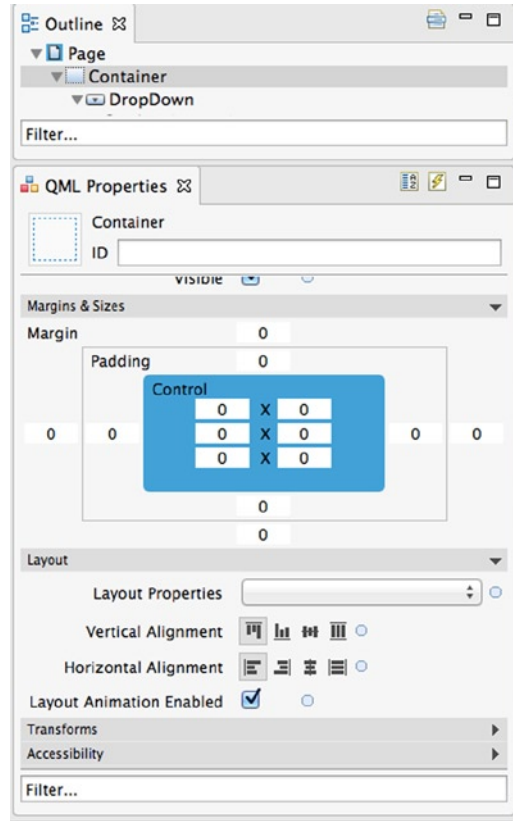 Outline
Page
Container
DropDown
Filter...
QML Properties
Container
ID
Visible
Margins & Sizes
Margin 0
Padding 0
Control
0 X 0
0 0 0 X 0 0 0
0 X 0
0
0
Layout
Layout Properties
Vertical Alignment
Horizontal Alignment
Layout Animation Enabled
Transforms
Accessibility
Filter...